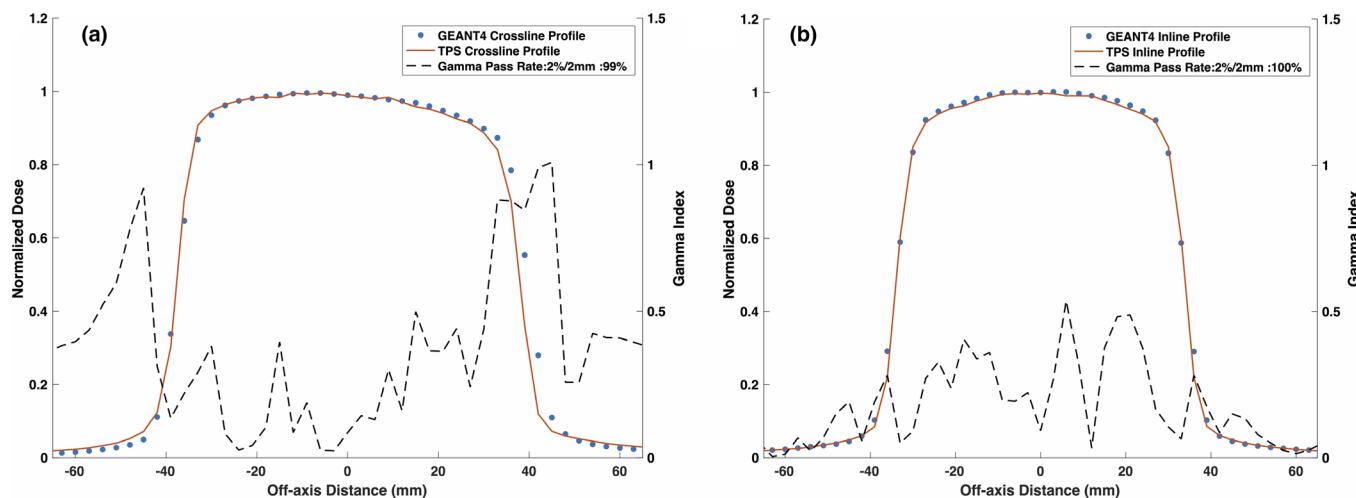 (a)
GEANT4 Crossline Profile
TPS Crossline Profile
Gamma Pass Rate:2%/2mm :99%
1.2
1
0.8
0.6
0.4
0.2
0
Normalized Dose
1.5
1
0.5
0
Gamma Index
-60 -40 -20 0 20 40 60
Off-axis Distance (mm)
(b)
GEANT4 Inline Profile
TPS Inline Profile
Gamma Pass Rate:2%/2mm :100%
1.2
1
0.8
0.6
0.4
0.2
0
Normalized Dose
1.5
1
0.5
0
Gamma Index
-60 -40 -20 0 20 40 60
Off-axis Distance (mm)